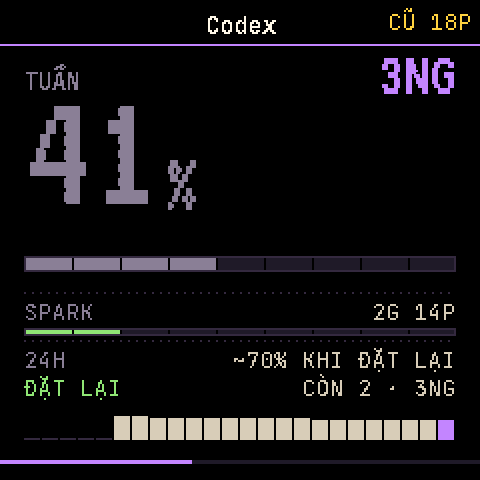 Codex
CŨ 18P
TUẦN
3NG
41%
SPARK
2G 14P
24H
~70% KHI ĐẶT LẠI
ĐẶT LẠI
CÒN 2 · 3NG